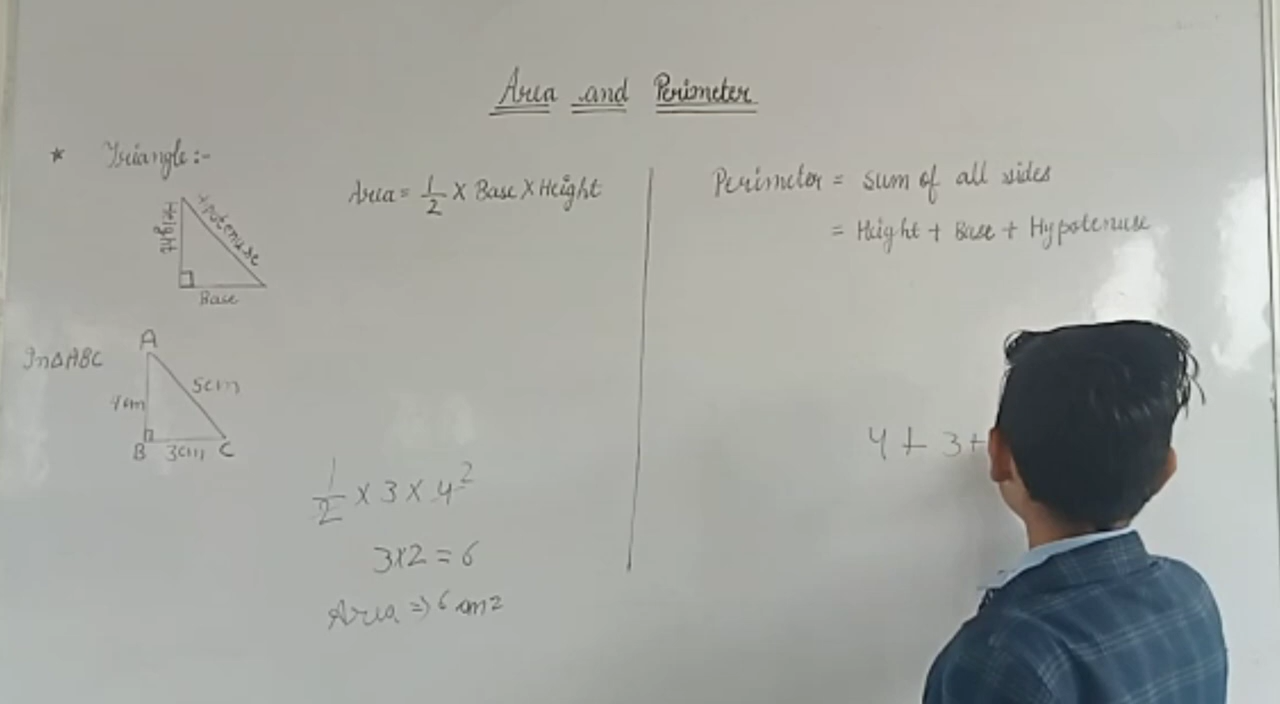 Area and Perimeter
* Triangle :-
Height
Hypotenuse
Base
Area = 1/2 X Base X Height
Perimeter = sum of all sides
= Height + Base + Hypotenuse
In △ABC
A
4cm
5cm
B 3cm C
1/2 X 3 X 4 2
3x2 = 6
Area => 6 cm2
4 + 3 +